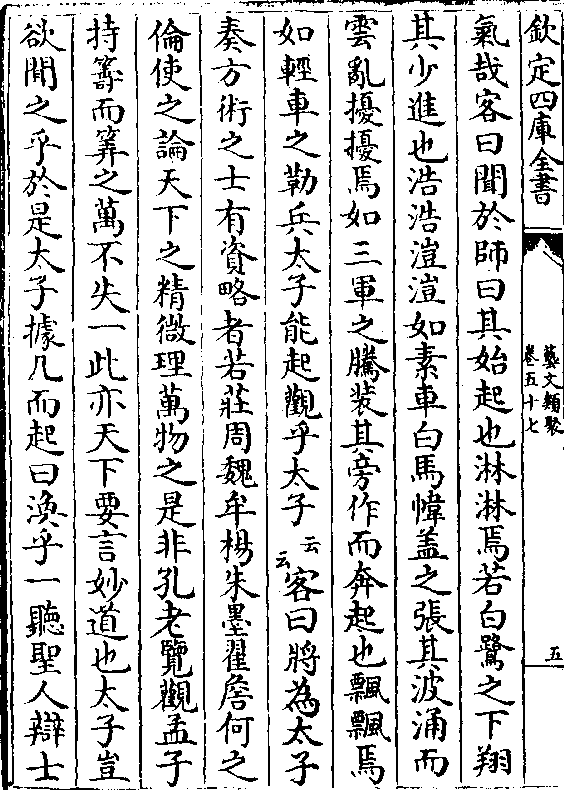 欽定四庫全書
藝文類聚
卷五十七
五
氣哉客曰聞於師曰其始起也淋淋焉若白鷺之下翔
其少進也浩浩溰溰如素車白馬幃蓋之張其波涌而
雲亂擾擾焉如三軍之騰裝其旁作而奔起也飄飄焉
如輕車之勒兵太子能起觀乎太子云云客曰將為太子
奏方術之士有資略者若莊周魏牟楊朱墨翟詹何之
倫使之論天下之精微理萬物之是非孔老覽觀孟子
持籌而筭之萬不失一此亦天下要言妙道也太子豈
欲聞之乎於是太子據几而起曰渙乎一聽聖人辯士